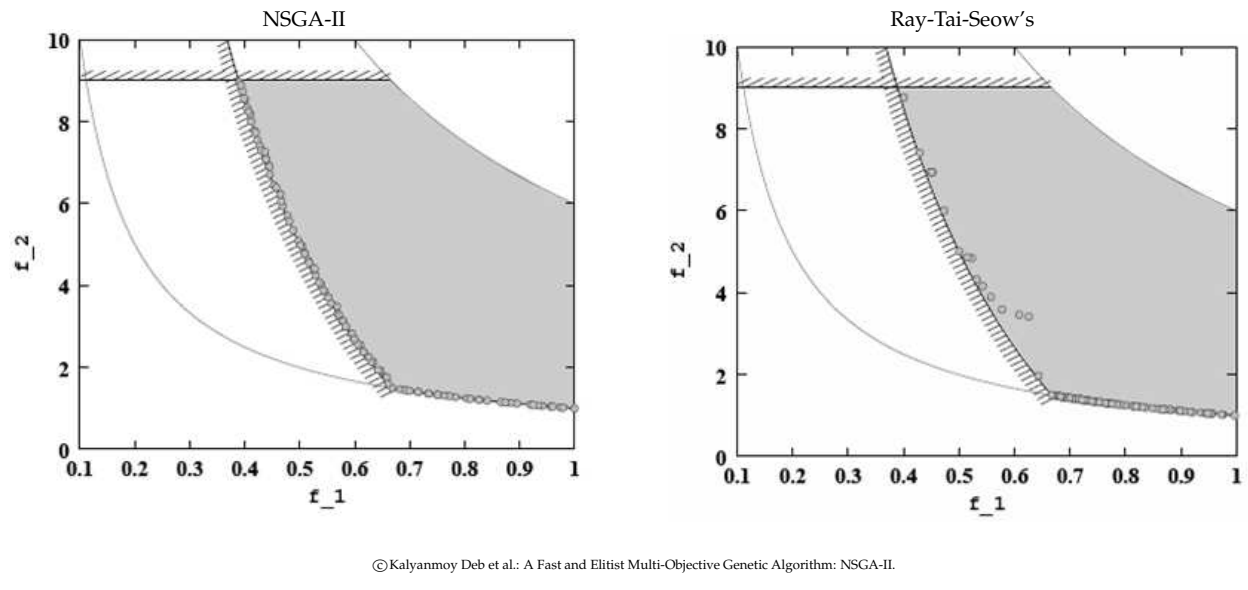 NSGA-II
10
8
6
4
2
0
f_2
0.1 0.2 0.3 0.4 0.5 0.6 0.7 0.8 0.9 1
f_1
Ray-Tai-Seow's
10
8
6
4
2
0
f_2
0.1 0.2 0.3 0.4 0.5 0.6 0.7 0.8 0.9 1
f_1
©Kalyanmoy Deb et al.: A Fast and Elitist Multi-Objective Genetic Algorithm: NSGA-II.